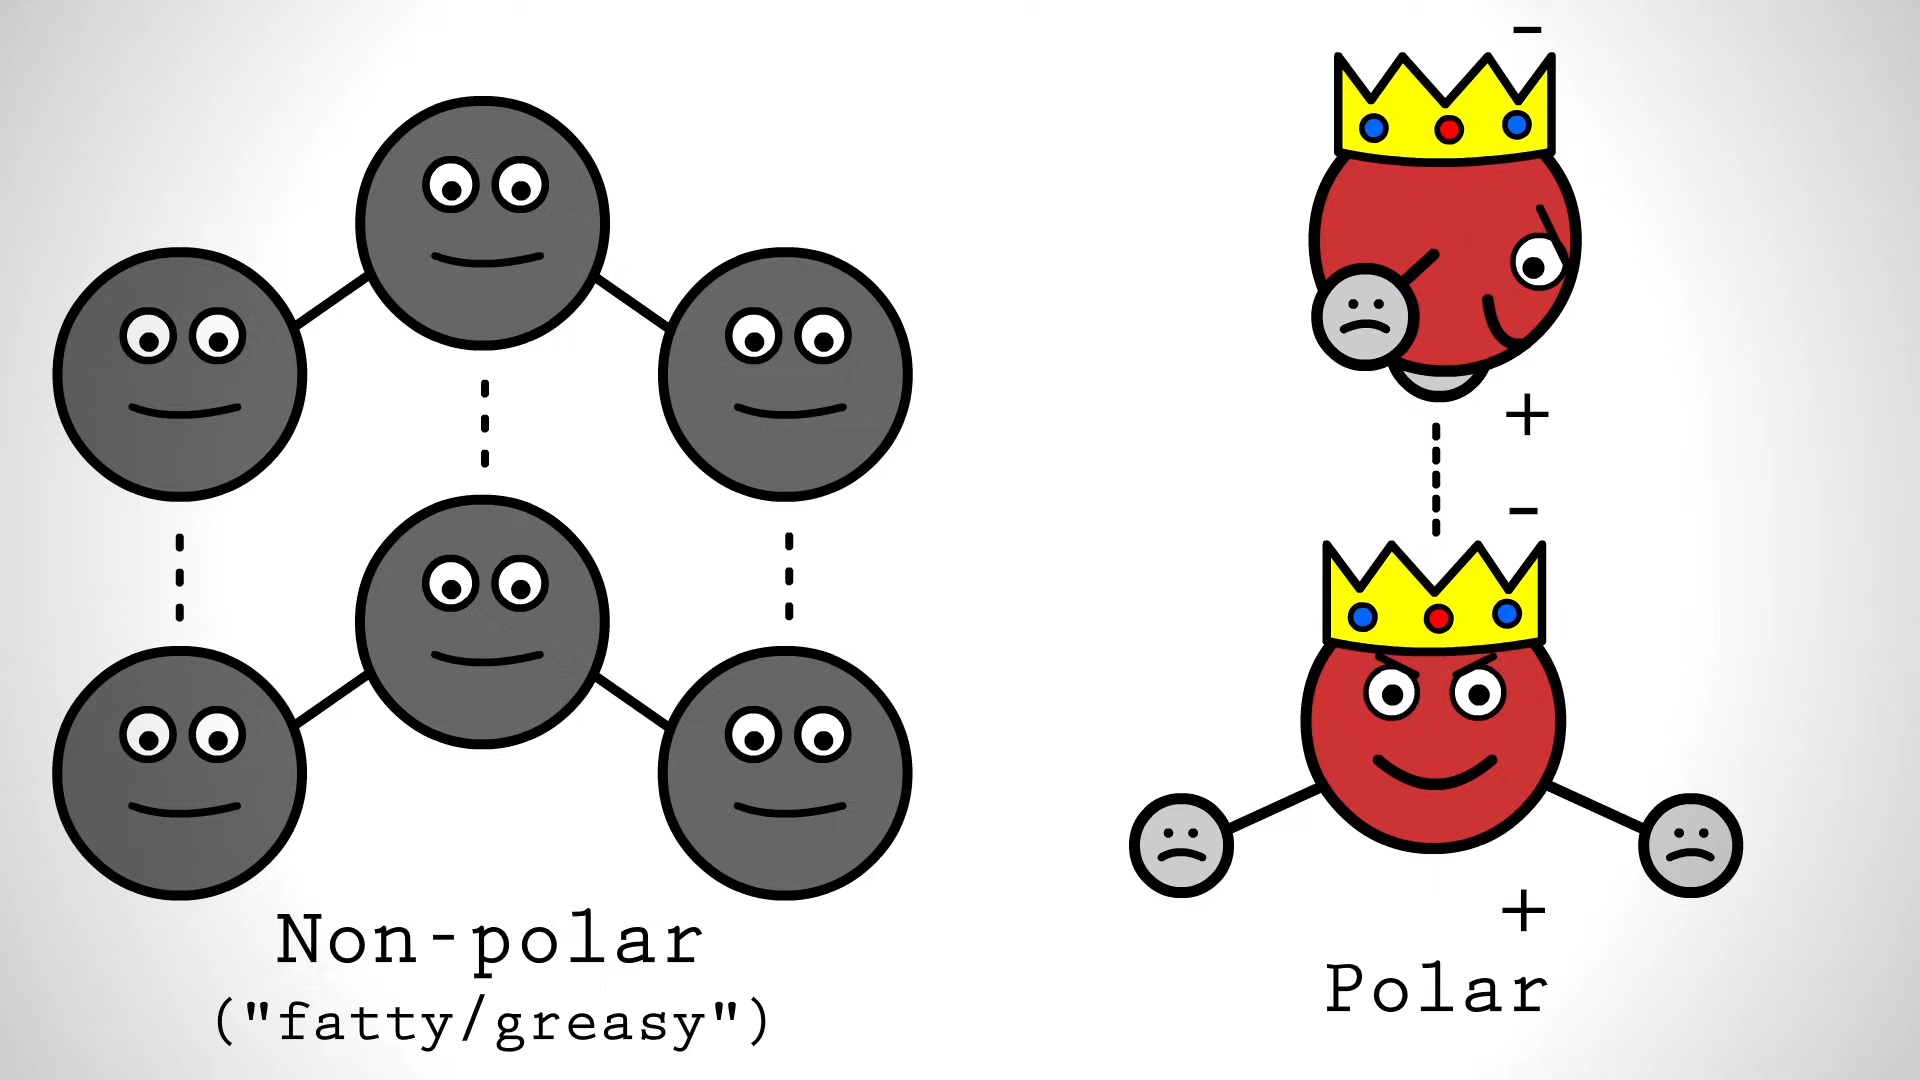 Non-polar
("fatty/greasy")
-
+
-
+
Polar